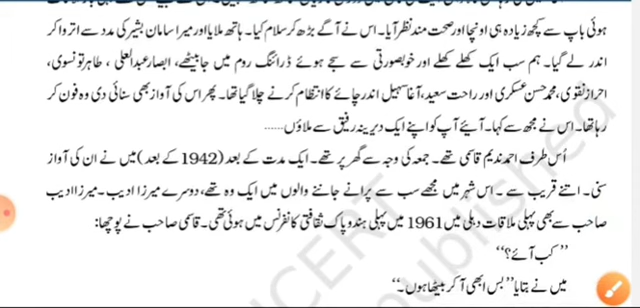 ہوئی باپ سے کچھ زیادہ ہی اونچا اور صحت مند نظر آیا۔ اس نے آگے بڑھ کر سلام کیا۔ ہاتھ ملایا اور میرا سامان بشیر کی مدد سے اتروا کر
اندر لے گیا۔ ہم سب ایک کھلے کھلے اور خوبصورتی سے سجے ہوئے ڈرائنگ روم میں جا بیٹھے، ابصار عبدالعلی، طاہر تونسوی،
احراز نقوی، محمد حسن عسکری اور راحت سعید، آغا سہیل اندر چائے کا انتظام کرنے چلا گیا تھا۔ پھر اس کی آواز بھی سنائی دی وہ فون کر
رہا تھا۔ اس نے مجھ سے کہا۔ آیئے آپ کو اپنے ایک دیرینہ رفیق سے ملاؤں......
اُس طرف احمد ندیم قاسمی تھے۔ جمعہ کی وجہ سے گھر پر تھے۔ ایک مدت کے بعد (1942 کے بعد) میں نے ان کی آواز
سنی۔ اتنے قریب سے۔ اس شہر میں مجھے سب سے پرانے جاننے والوں میں ایک وہ تھے، دوسرے میرزا ادیب۔ میرزا ادیب
صاحب سے بھی پہلی ملاقات دہلی میں 1961 میں پہلی ہندو پاک ثقافتی کانفرنس میں ہوئی تھی۔ قاسمی صاحب نے پوچھا:
”کب آئے؟“
میں نے بتایا ”بس ابھی آ کر بیٹھا ہوں۔“
NCERT
published